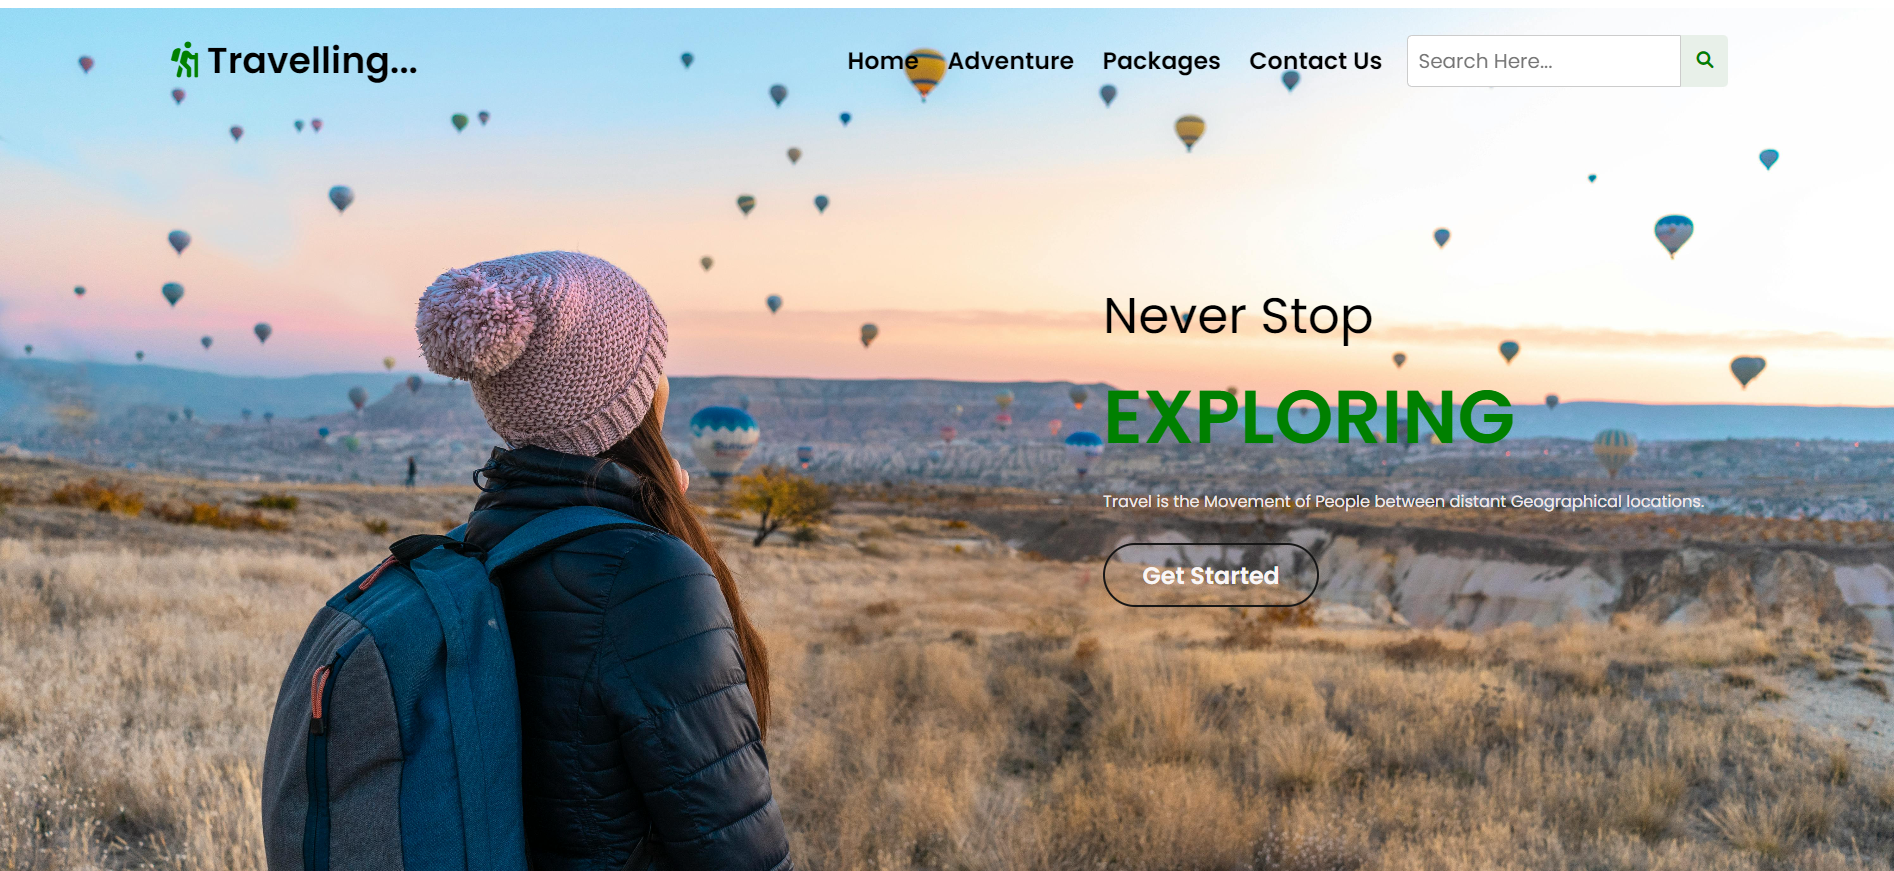 Travelling...
Home Adventure Packages Contact Us
Search Here...
Never Stop
EXPLORING
Travel is the Movement of People between distant Geographical locations.
Get Started